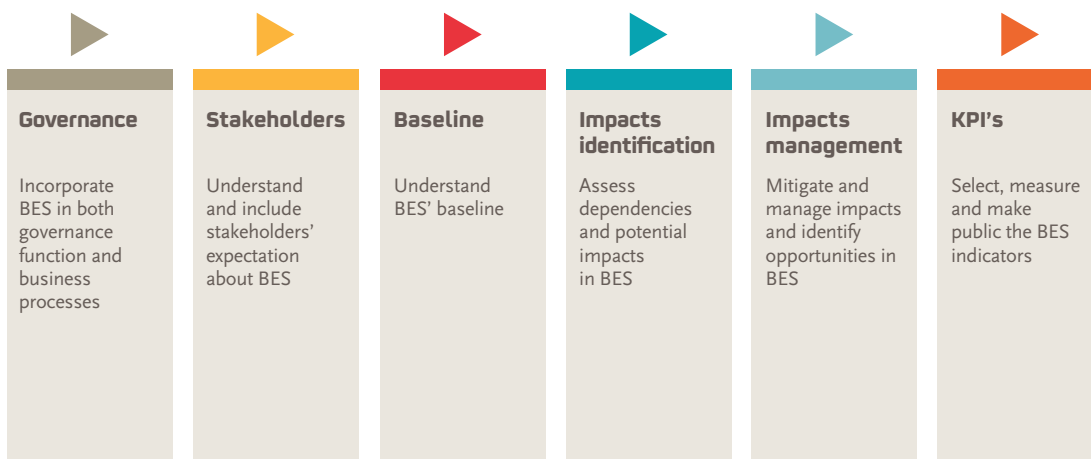 Governance
Incorporate
BES in both
governance
function and
business
processes
Stakeholders
Understand
and include
stakeholders’
expectation
about BES
Baseline
Understand
BES’ baseline
Impacts
identification
Assess
dependencies
and potential
impacts
in BES
Impacts
management
Mitigate and
manage impacts
and identify
opportunities in
BES
KPI’s
Select, measure
and make
public the BES
indicators